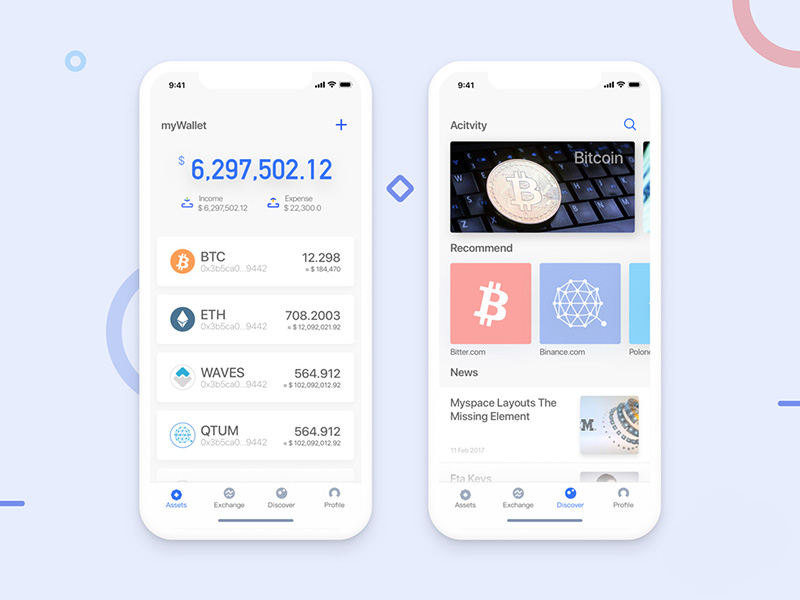 9:41
myWallet
$ 6,297,502.12
Income
$ 6,297,502.12
Expense
$ 22,300.0
BTC
12.298
0x3b5ca0...9442
≈ $ 184,470
ETH
708.2003
0x3b5ca0...9442
≈ $ 12,092,021.92
WAVES
564.912
0x3b5ca0...9442
≈ $ 102,092,012.92
QTUM
564.912
0x3b5ca0...9442
≈ $ 102,092,012.92
Assets
Exchange
Discover
Profile
9:41
Acitvity
Bitcoin
Recommend
Bitter.com
Binance.com
News
Myspace Layouts The
Missing Element
11 Feb 2017
Eta Keys
Assets
Exchange
Discover
Profile